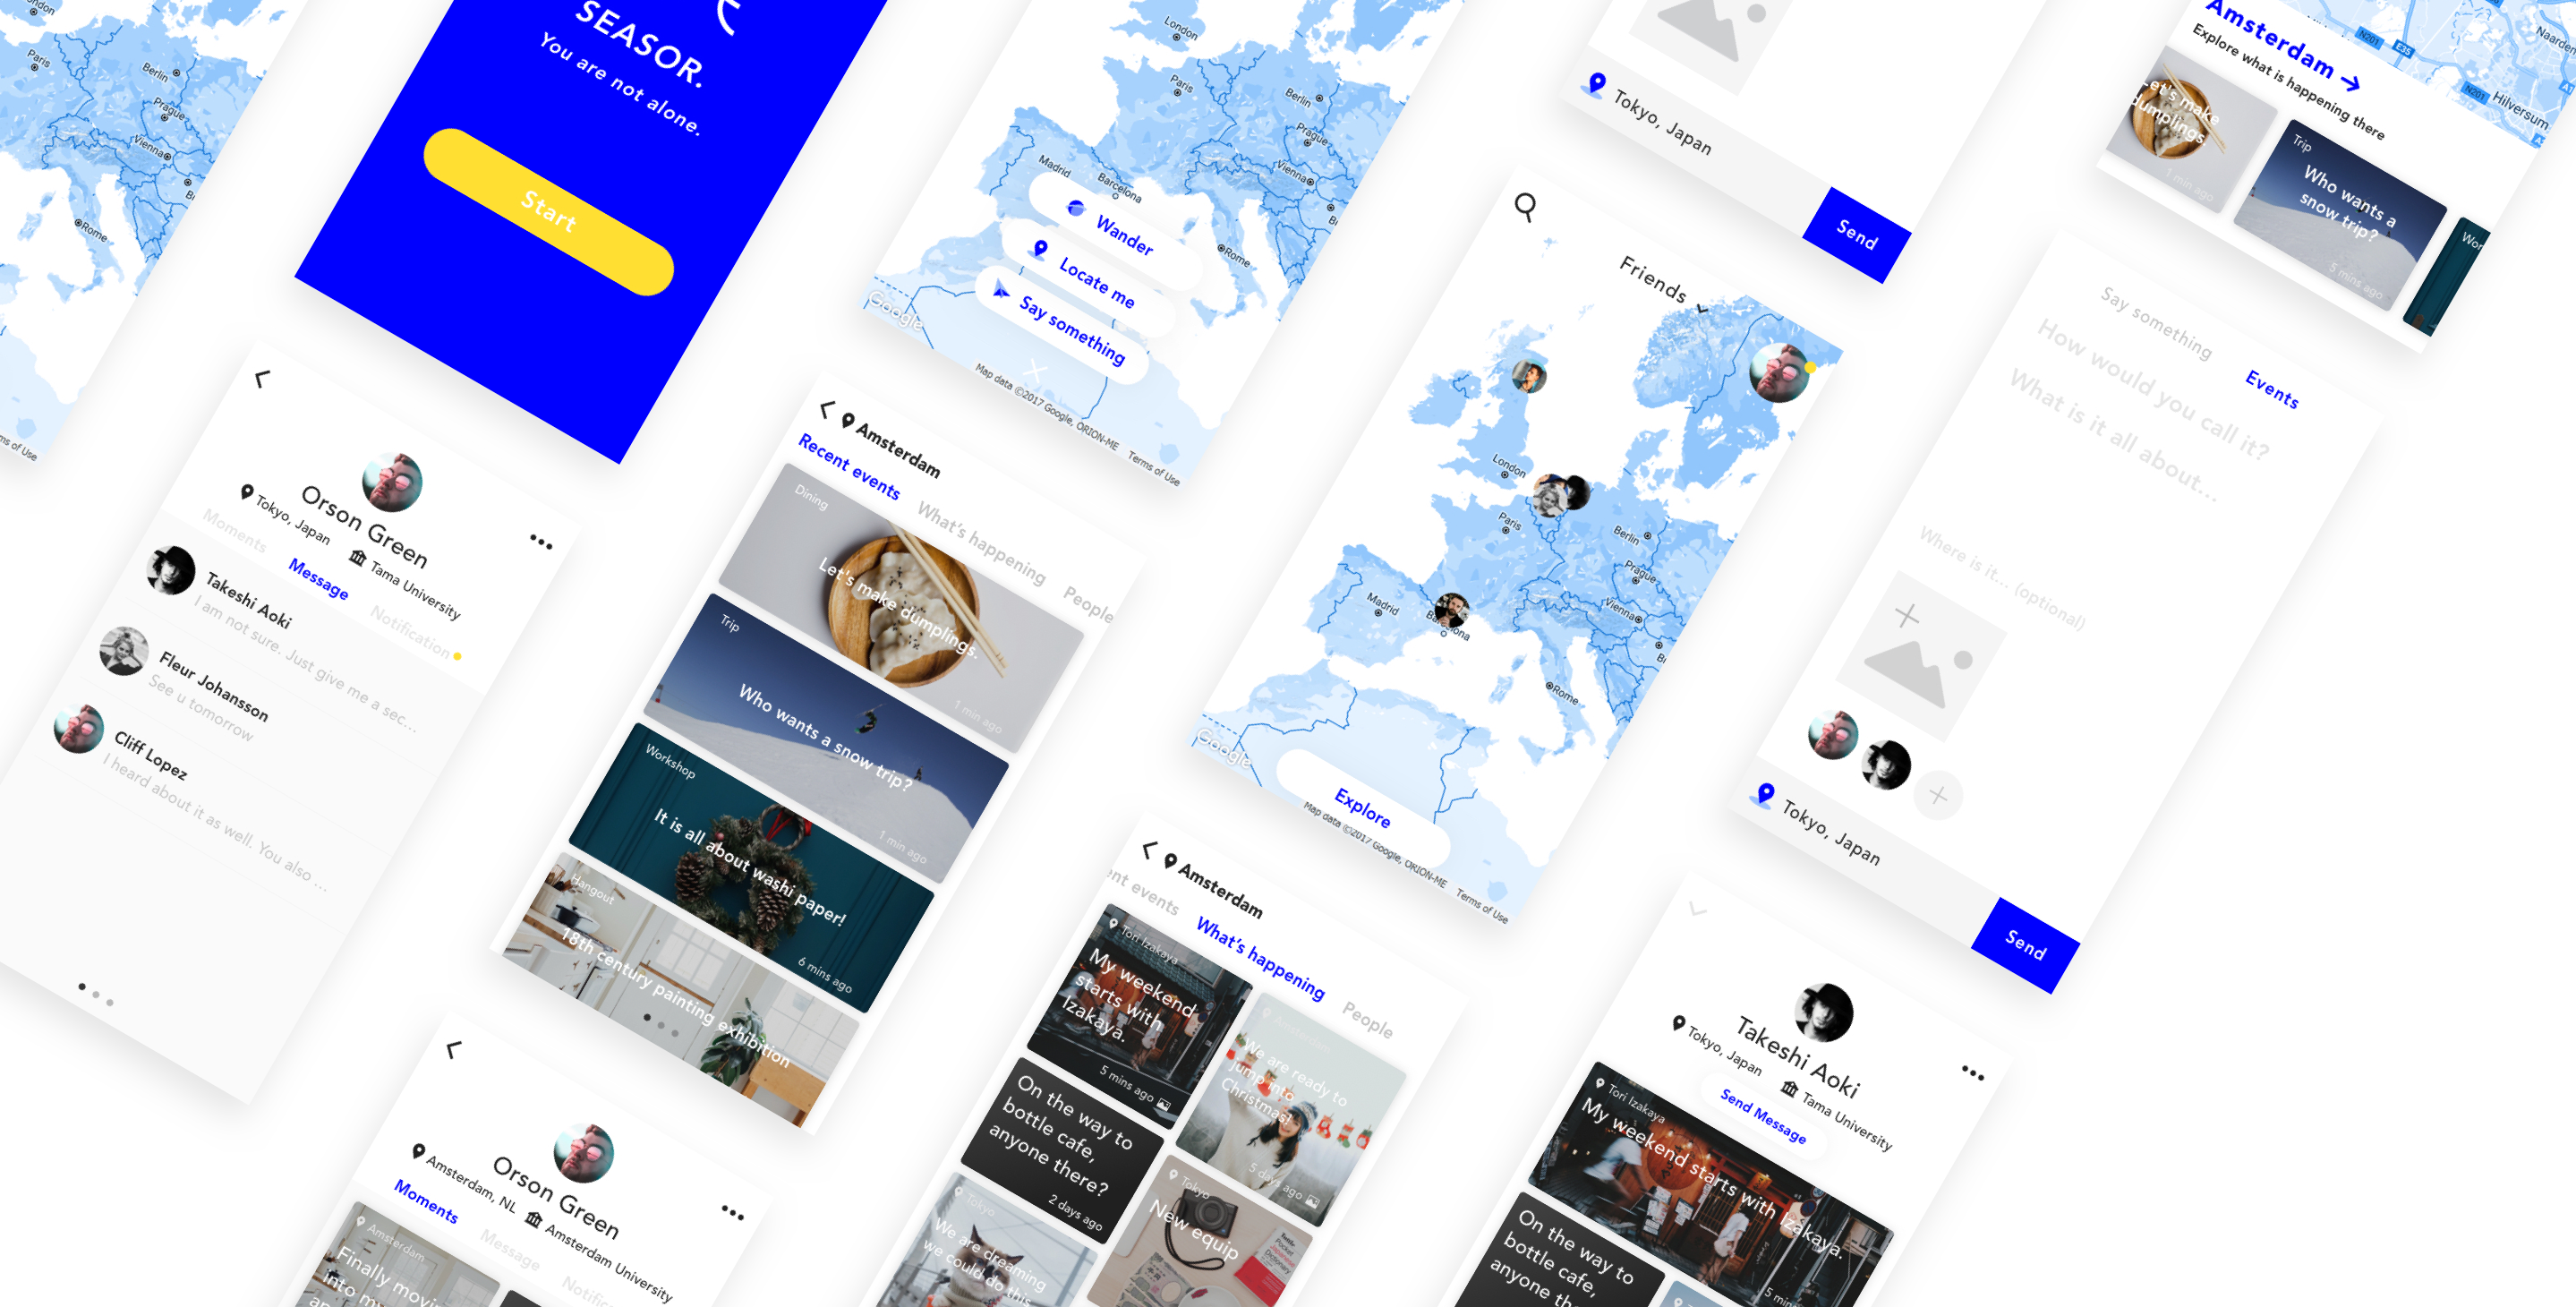 London
Paris
Berlin
Prague
Vienna
Rome
ms of Use
SEASOR.
You are not alone.
Start
London
Paris
Berlin
Prague
Vienna
Madrid
Barcelona
Rome
Wander
Locate me
Say something
Google
Map data ©2017 Google, ORION-ME
Terms of Use
Tokyo, Japan
Send
Amsterdam
Explore what is happening there
N201
E35
N201
A1
Naarden
Hilversum
Let's make
dumplings.
1 min ago
Trip
Who wants a
snow trip?
5 mins ago
Wor
Orson Green
Tokyo, Japan
Tama University
Moments
Message
Notification
Takeshi Aoki
I am not sure. Just give me a sec...
Fleur Johansson
See u tomorrow
Cliff Lopez
I heard about it as well. You also ...
Amsterdam
Recent events
What's happening
People
Dining
Let's make dumplings.
1 min ago
Trip
Who wants a snow trip?
1 min ago
Workshop
It is all about washi paper!
6 mins ago
Hangout
18th century painting exhibition
Friends
London
Paris
Berlin
Prague
Vienna
Madrid
Barcelona
Rome
Google
Explore
Map data ©2017 Google, ORION-ME
Terms of Use
Say something
Events
How would you call it?
What is it all about...
Where is it... (optional)
Tokyo, Japan
Send
Orson Green
Amsterdam, NL
Amsterdam University
Moments
Message
Notific
Amsterdam
Finally movi
into my
Amsterdam
ent events
What's happening
People
Tori Izakaya
My weekend
starts with
Izakaya.
5 mins ago
Amsterdam
We are ready to
jump into
Christmas!
5 days ago
On the way to
bottle cafe,
anyone there?
2 days ago
Tokyo
We are dreaming
we could do this
Tokyo
New equip
Takeshi Aoki
Tokyo, Japan
Tama University
Send Message
Tori Izakaya
My weekend starts with Izakaya.
5 min
On the way to
bottle cafe,
anyone the